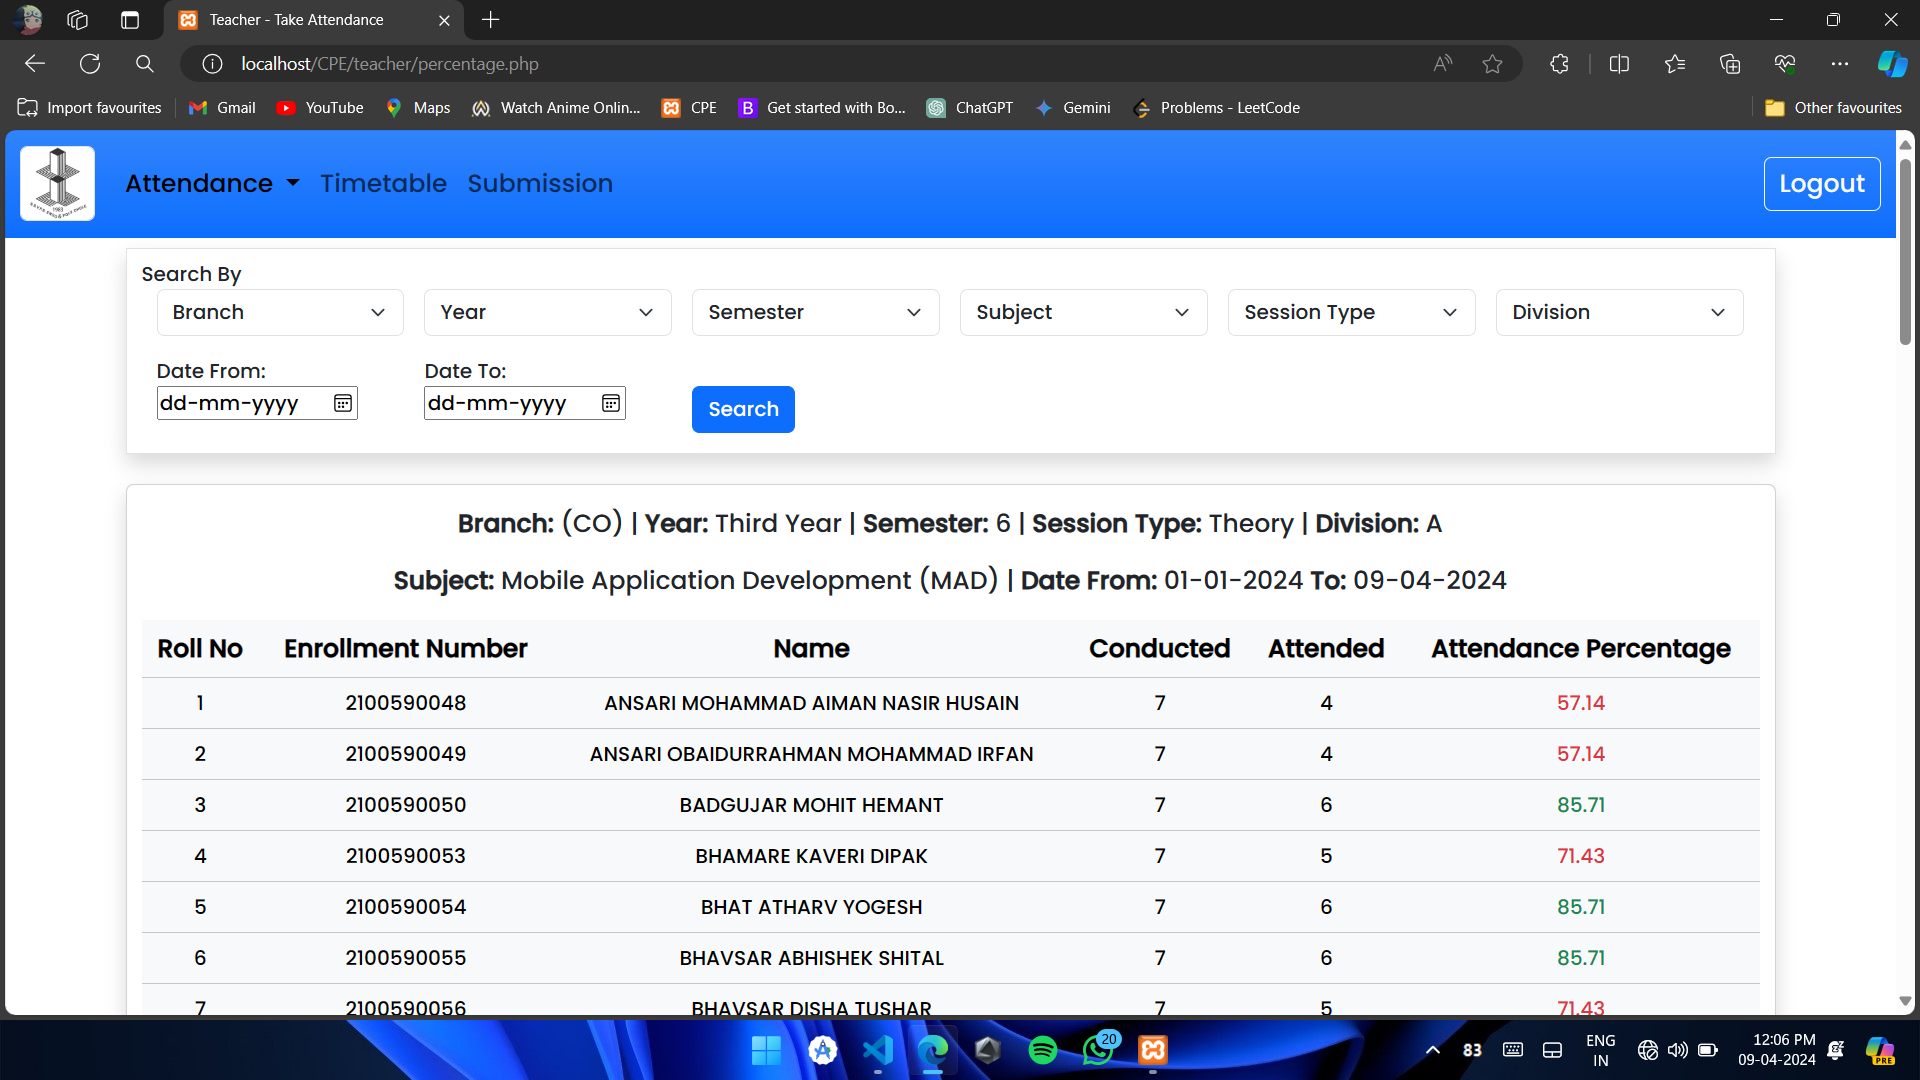 Teacher - Take Attendance
localhost/CPE/teacher/percentage.php
Import favourites Gmail YouTube Maps Watch Anime Onlin... CPE Get started with Bo... ChatGPT Gemini Problems - LeetCode Other favourites
1983
Attendance Timetable Submission Logout
Search By
Branch Year Semester Subject Session Type Division
Date From: Date To:
dd-mm-yyyy dd-mm-yyyy Search
Branch: (CO) | Year: Third Year | Semester: 6 | Session Type: Theory | Division: A
Subject: Mobile Application Development (MAD) | Date From: 01-01-2024 To: 09-04-2024
Roll No Enrollment Number Name Conducted Attended Attendance Percentage
1 2100590048 ANSARI MOHAMMAD AIMAN NASIR HUSAIN 7 4 57.14
2 2100590049 ANSARI OBAIDURRAHMAN MOHAMMAD IRFAN 7 4 57.14
3 2100590050 BADGUJAR MOHIT HEMANT 7 6 85.71
4 2100590053 BHAMARE KAVERI DIPAK 7 5 71.43
5 2100590054 BHAT ATHARV YOGESH 7 6 85.71
6 2100590055 BHAVSAR ABHISHEK SHITAL 7 6 85.71
7 2100590056 BHAVSAR DISHA TUSHAR 7 5 71.43
20
83
ENG
IN
12:06 PM
09-04-2024
PRE